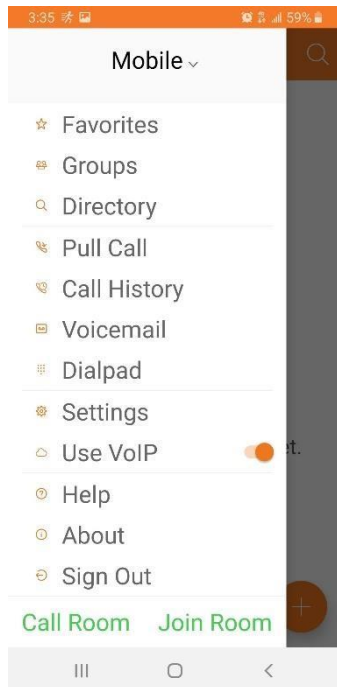 3:35 59%
Mobile
Favorites
Groups
Directory
Pull Call
Call History
Voicemail
Dialpad
Settings
Use VoIP
et.
Help
About
Sign Out
Call Room Join Room